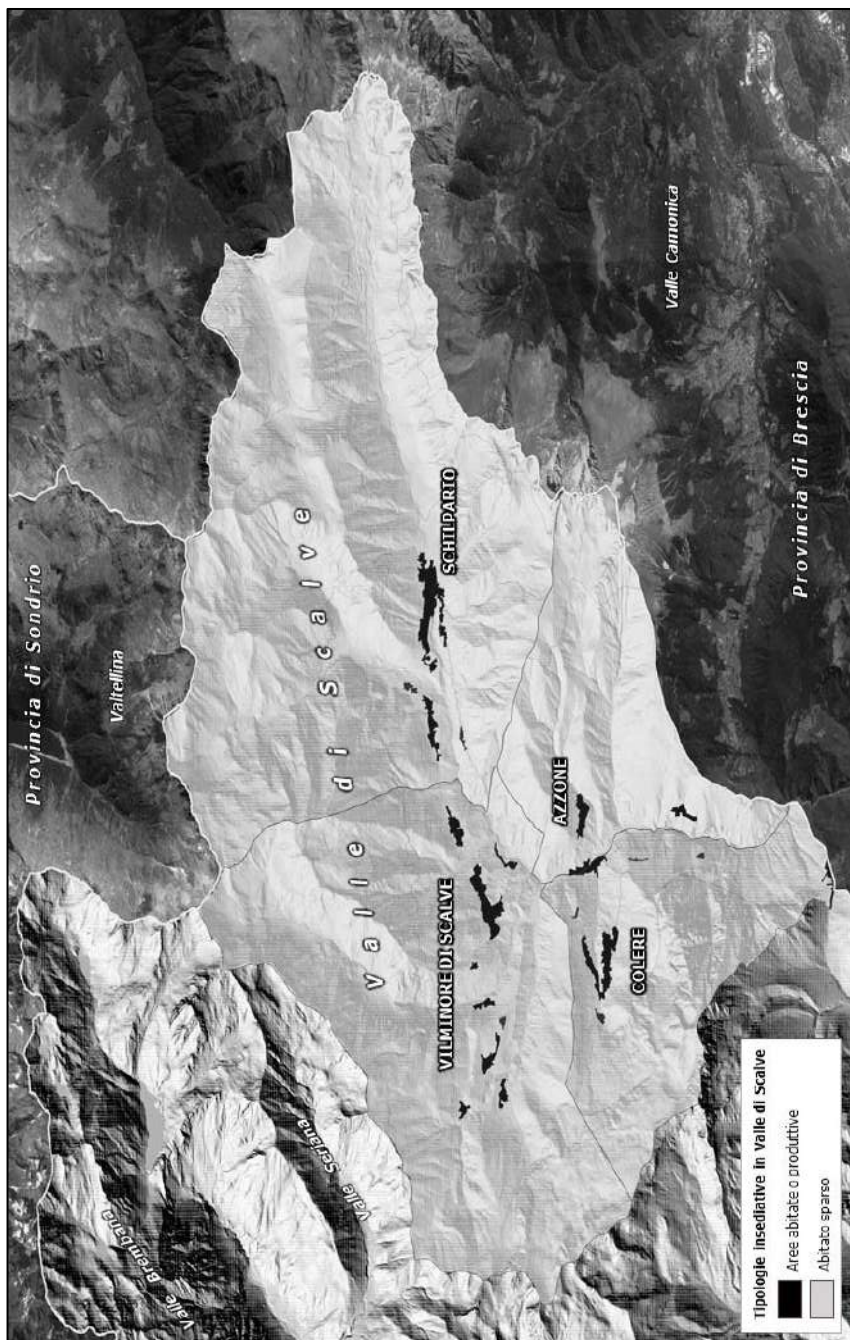 Provincia di Sondrio
Valtellina
Valle Brembana
Valle Seriana
Valle di Scalve
SCHILPARIO
VILMINORE DI SCALVE
AZZONE
COLERE
Valle Camonica
Provincia di Brescia
Tipologie insediative in Valle di Scalve
Aree abitate o produttive
Abitato sparso